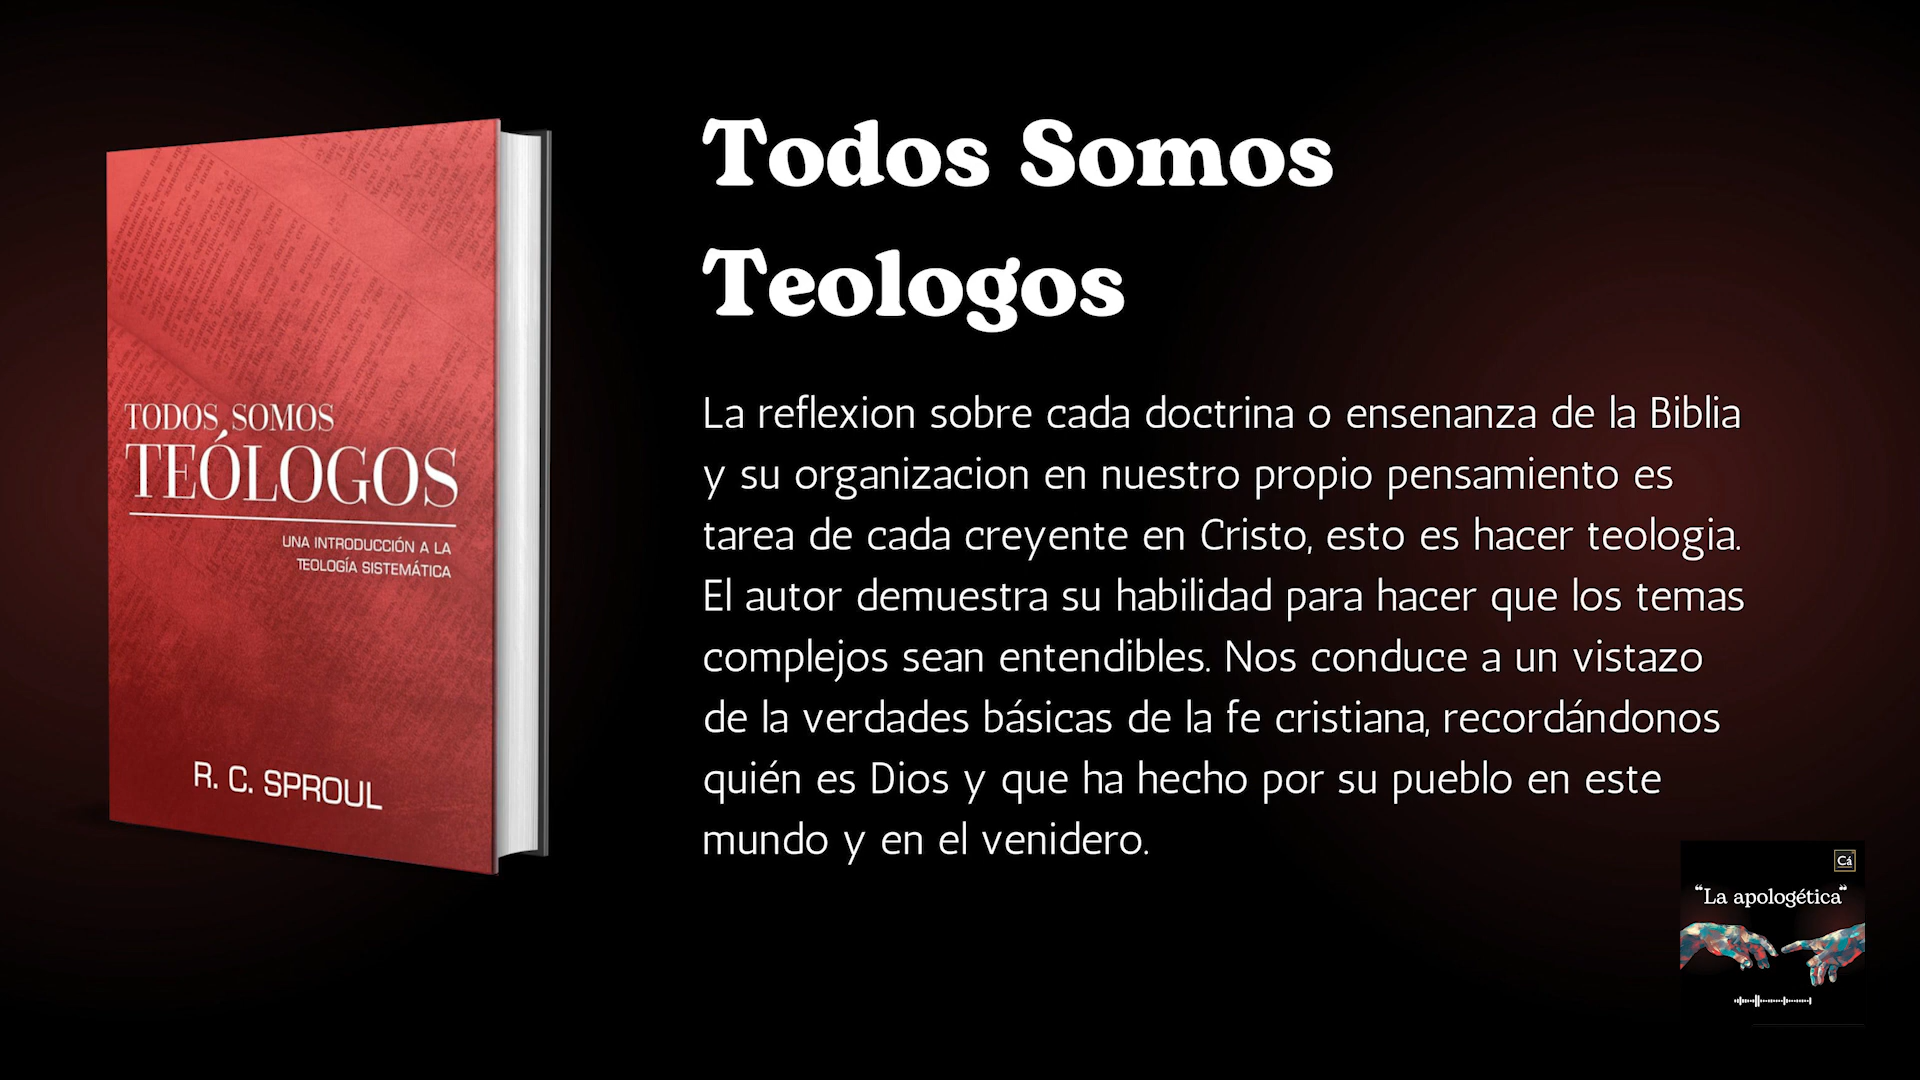 TODOS SOMOS
TEÓLOGOS
UNA INTRODUCCIÓN A LA
TEOLOGÍA SISTEMÁTICA
R. C. SPROUL
Todos Somos
Teologos
La reflexion sobre cada doctrina o ensenanza de la Biblia
y su organizacion en nuestro propio pensamiento es
tarea de cada creyente en Cristo, esto es hacer teologia.
El autor demuestra su habilidad para hacer que los temas
complejos sean entendibles. Nos conduce a un vistazo
de la verdades básicas de la fe cristiana, recordándonos
quién es Dios y que ha hecho por su pueblo en este
mundo y en el venidero.
Cá
“La apologética”